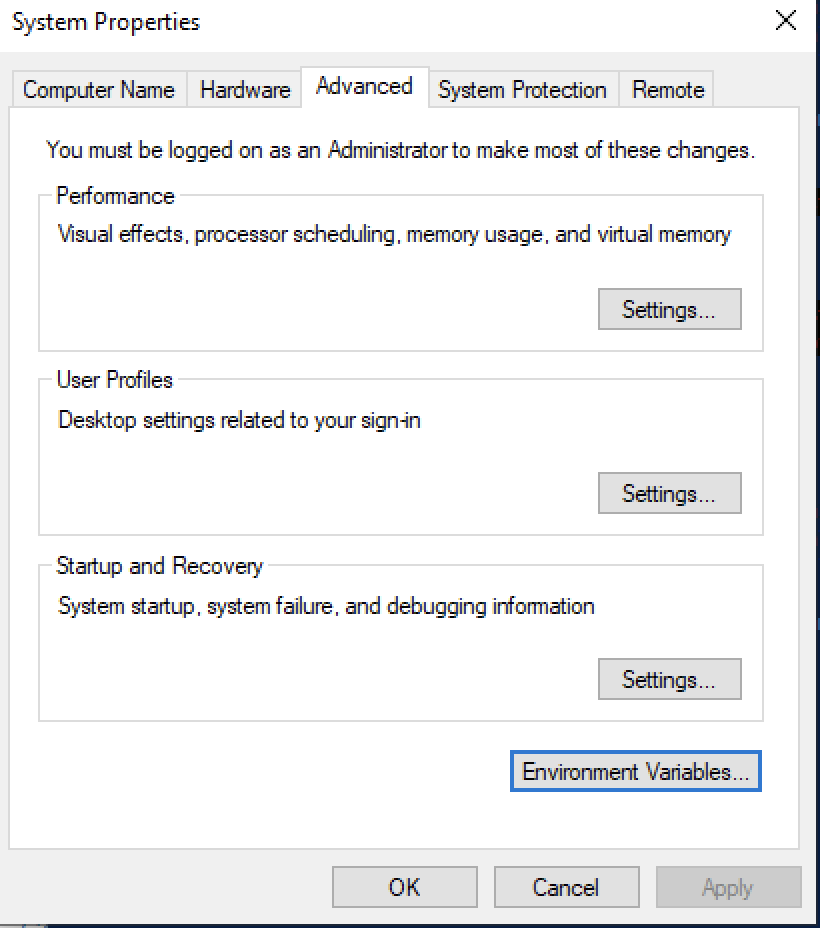 System Properties
Computer Name Hardware Advanced System Protection Remote
You must be logged on as an Administrator to make most of these changes.
Performance
Visual effects, processor scheduling, memory usage, and virtual memory
Settings...
User Profiles
Desktop settings related to your sign-in
Settings...
Startup and Recovery
System startup, system failure, and debugging information
Settings...
Environment Variables...
OK Cancel Apply